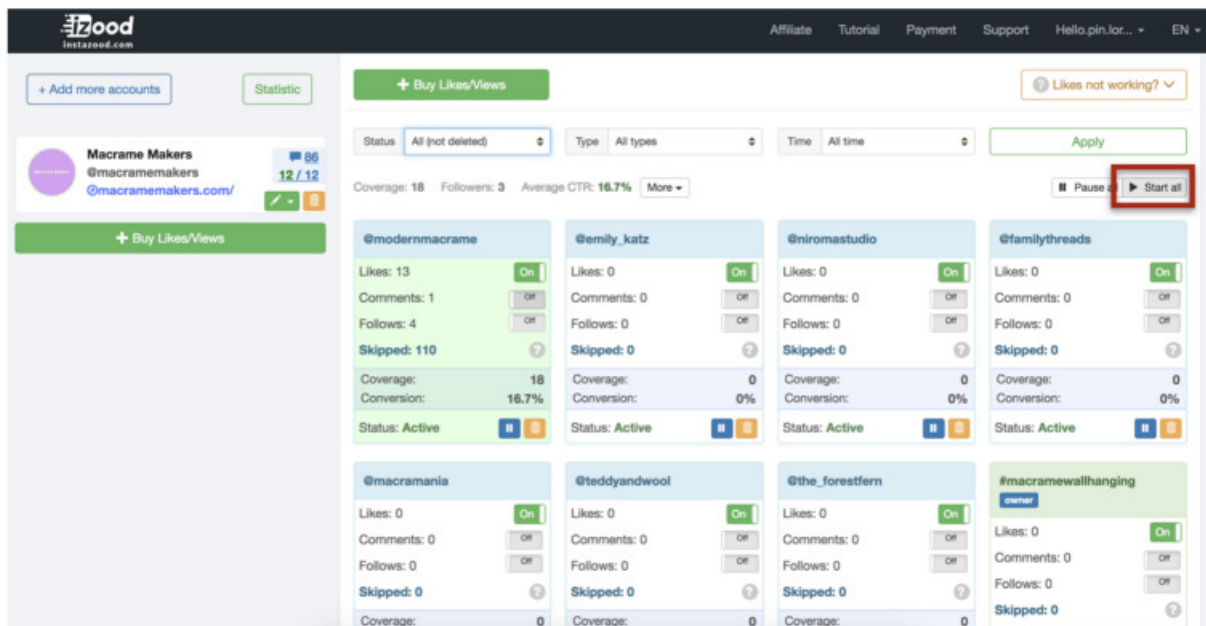 izood
instazood.com
Affiliate Tutorial Payment Support Hello.pin.lor... EN
+ Add more accounts
Statistic
Macrame Makers
@macramemakers
macramemakers.com/
86
12 / 12
+ Buy Likes/Views
+ Buy Likes/Views
? Likes not working?
Status All (not deleted) Type All types Time All time Apply
Coverage: 18 Followers: 3 Average CTR: 16.7% More Pause Start all
@modernmacrame
Likes: 13 On
Comments: 1 Off
Follows: 4 Off
Skipped: 110 ?
Coverage: 18
Conversion: 16.7%
Status: Active
@emily_katz
Likes: 0 On
Comments: 0 Off
Follows: 0 Off
Skipped: 0 ?
Coverage: 0
Conversion: 0%
Status: Active
@niromastudio
Likes: 0 On
Comments: 0 Off
Follows: 0 Off
Skipped: 0 ?
Coverage: 0
Conversion: 0%
Status: Active
@familythreads
Likes: 0 On
Comments: 0 Off
Follows: 0 Off
Skipped: 0 ?
Coverage: 0
Conversion: 0%
Status: Active
@macramania
Likes: 0 On
Comments: 0 Off
Follows: 0 Off
Skipped: 0 ?
Coverage: 0
@teddyandwool
Likes: 0 On
Comments: 0 Off
Follows: 0 Off
Skipped: 0 ?
Coverage: 0
@the_forestfern
Likes: 0 On
Comments: 0 Off
Follows: 0 Off
Skipped: 0 ?
Coverage: 0
#macramewallhanging
owner
Likes: 0 On
Comments: 0 Off
Follows: 0 Off
Skipped: 0 ?